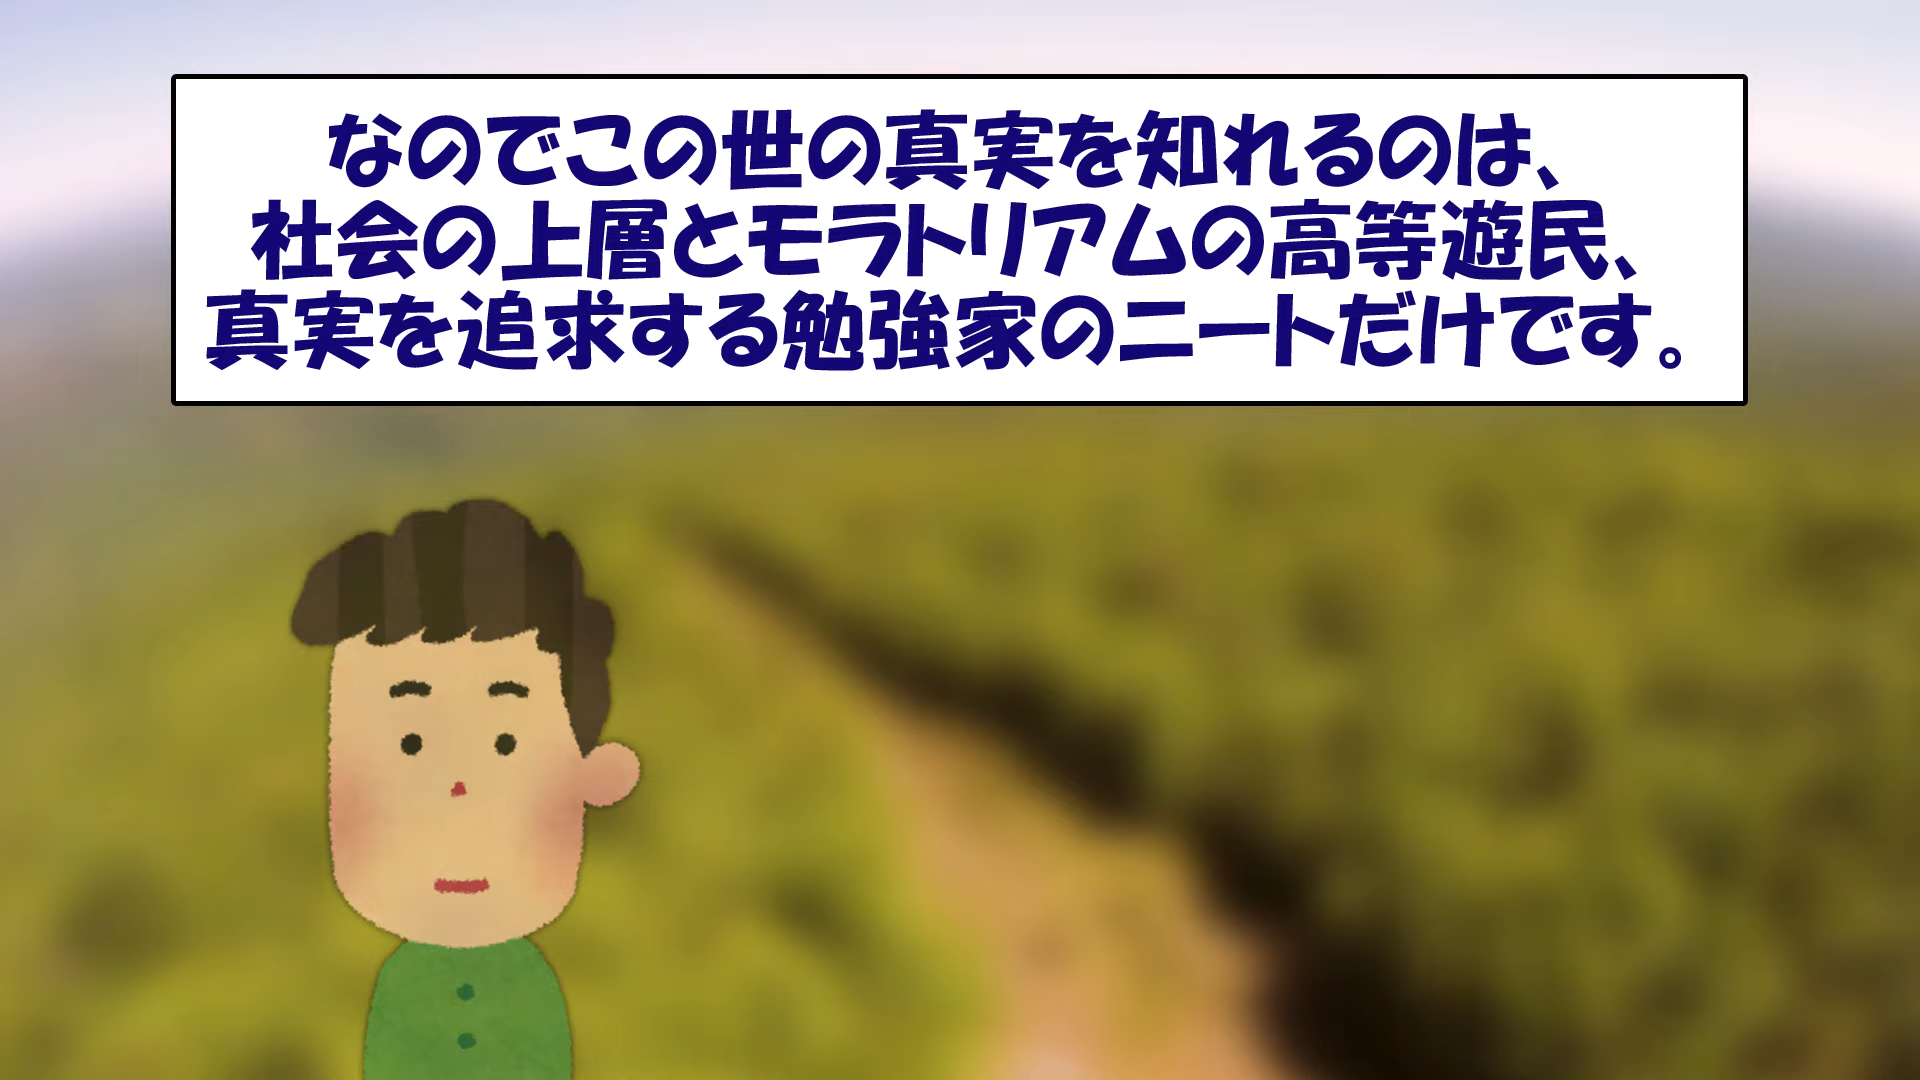 なのでこの世の真実を知れるのは、
社会の上層とモラトリアムの高等遊民、
真実を追求する勉強家のニートだけです。